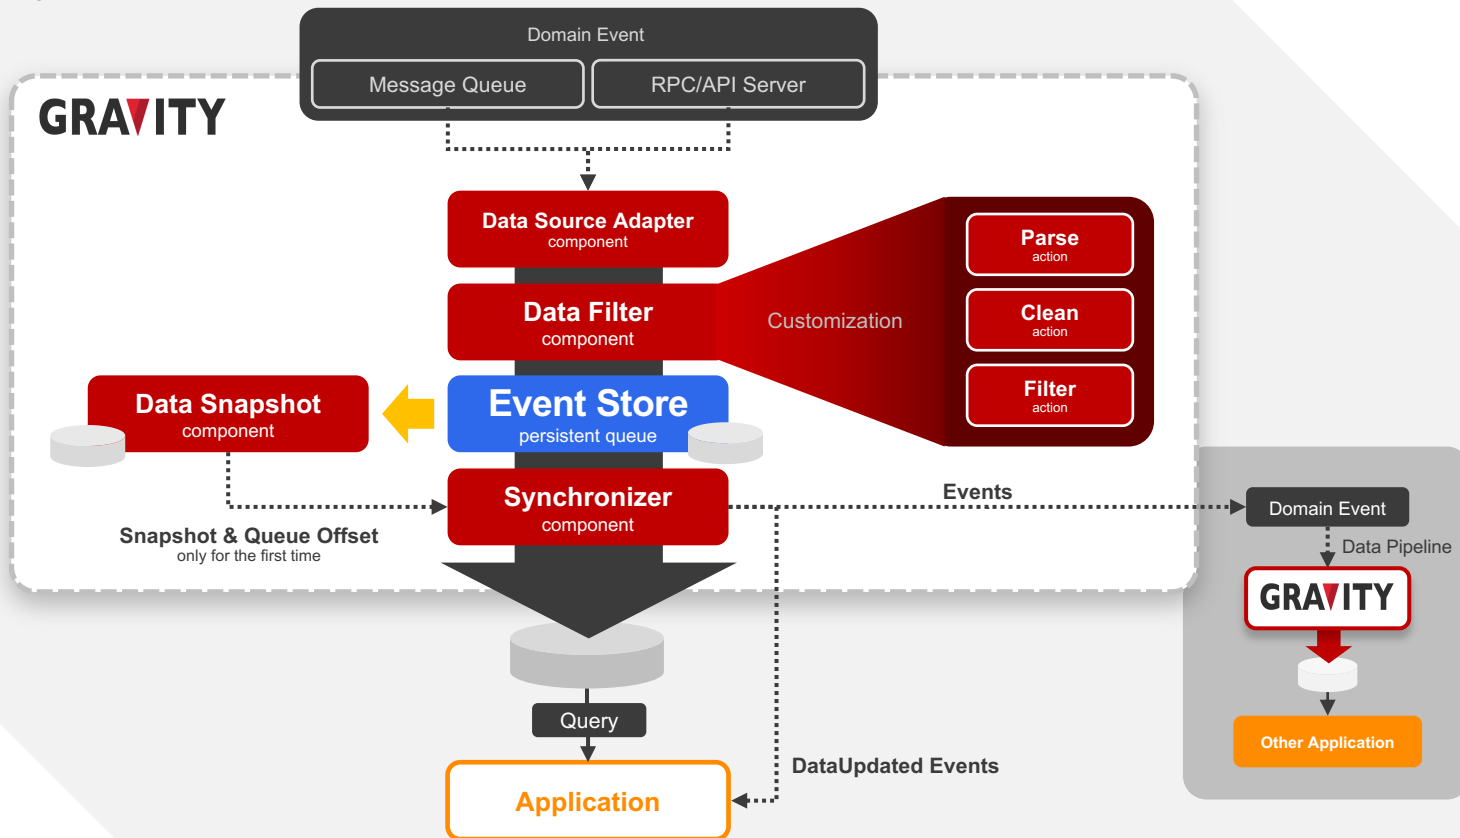 Domain Event
Message Queue
RPC/API Server
GRAVITY
Data Source Adapter
component
Parse
action
Data Filter
component
Customization
Clean
action
Data Snapshot
component
Event Store
persistent queue
Filter
action
Synchronizer
component
Events
Snapshot & Queue Offset
only for the first time
Domain Event
Data Pipeline
GRAVITY
Query
Other Application
DataUpdated Events
Application